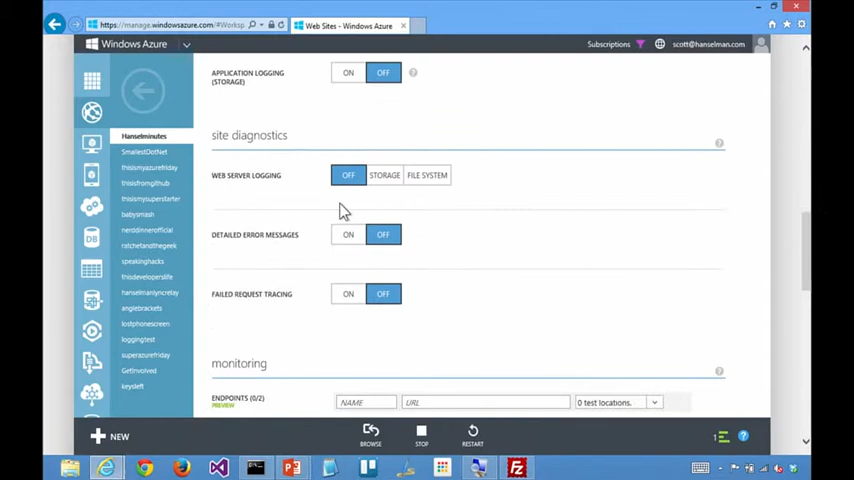 https://manage.windowsazure.com/#Worksp
Web Sites - Windows Azure
Windows Azure
Subscriptions
scott@hanselman.com
APPLICATION LOGGING
(STORAGE)
ON
OFF
Hanselminutes
SmallestDotNet
thisismyazurefriday
thisisfromgithub
thisismysuperstarter
babysmash
nerddinnerofficial
ratchetandthegeek
speakinghacks
thisdeveloperslife
hanselmanlyncrelay
anglebrackets
lostphonescreen
loggingtest
superazurefriday
GetInvolved
keysleft
site diagnostics
WEB SERVER LOGGING
OFF
STORAGE
FILE SYSTEM
DETAILED ERROR MESSAGES
ON
OFF
FAILED REQUEST TRACING
ON
OFF
monitoring
ENDPOINTS (0/2)
PREVIEW
NAME
URL
0 test locations.
NEW
BROWSE
STOP
RESTART
1
DB